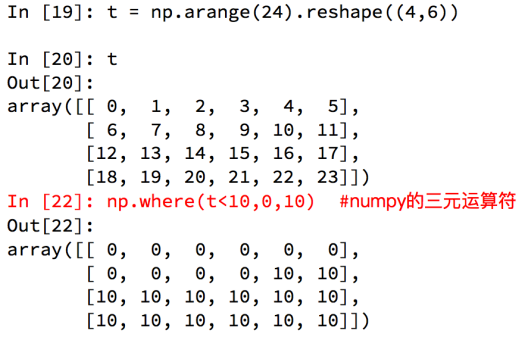 In [19]: t = np.arange(24).reshape((4,6))
In [20]: t
Out[20]:
array([[ 0,  1,  2,  3,  4,  5],
       [ 6,  7,  8,  9, 10, 11],
       [12, 13, 14, 15, 16, 17],
       [18, 19, 20, 21, 22, 23]])
In [22]: np.where(t<10,0,10)  #numpy的三元运算符
Out[22]:
array([[ 0,  0,  0,  0,  0,  0],
       [ 0,  0,  0,  0, 10, 10],
       [10, 10, 10, 10, 10, 10],
       [10, 10, 10, 10, 10, 10]])